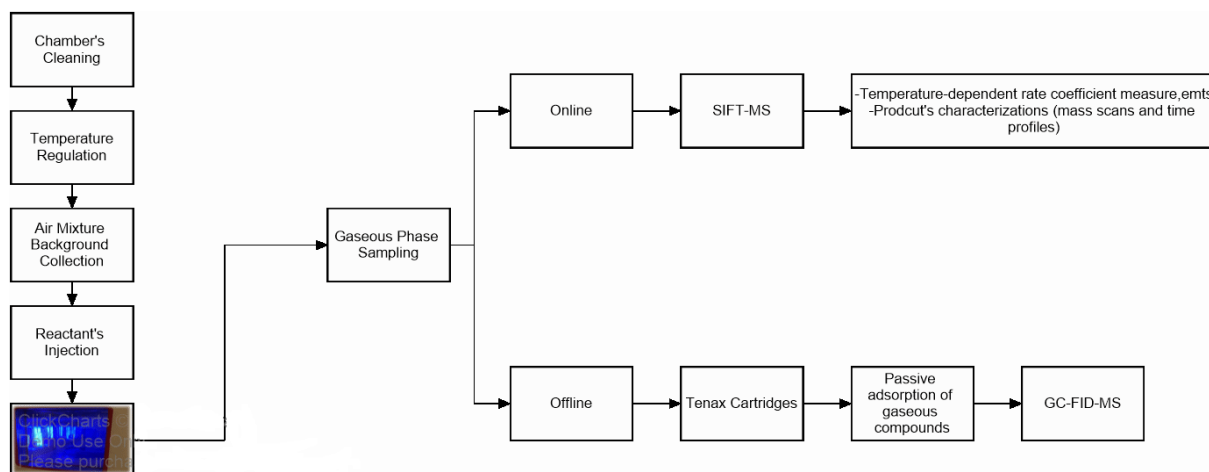 Chamber's
Cleaning
Temperature
Regulation
Air Mixture
Background
Collection
Reactant's
Injection
ClickCharts
Demo Use Only
Please purcha
Gaseous Phase
Sampling
Online
SIFT-MS
-Temperature-dependent rate coefficient measure,emts
-Prodcut's characterizations (mass scans and time
profiles)
Offline
Tenax Cartridges
Passive
adsorption of
gaseous
compounds
GC-FID-MS